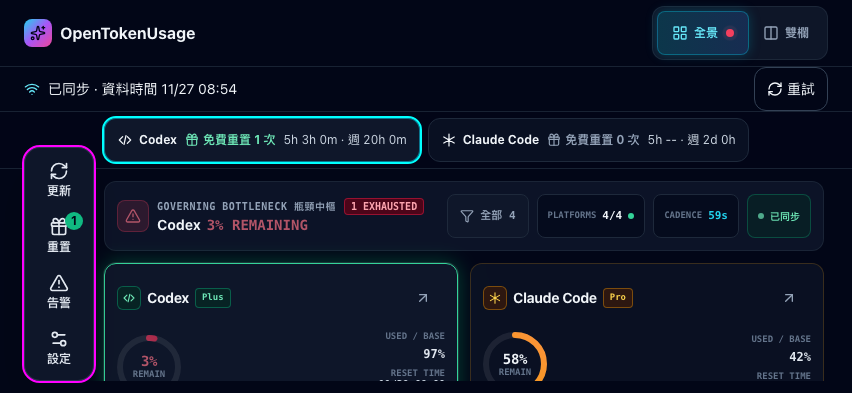 OpenTokenUsage
全景
雙欄
已同步 · 資料時間 11/27 08:54
重試
Codex 免費重置 1 次 5h 3h 0m · 週 20h 0m
Claude Code 免費重置 0 次 5h -- · 週 2d 0h
更新
1
重置
告警
設定
GOVERNING BOTTLENECK 瓶頸中樞 1 EXHAUSTED
Codex 3% REMAINING
全部 4
PLATFORMS 4/4
CADENCE 59s
已同步
Codex Plus
USED / BASE
97%
3%
REMAIN
RESET TIME
Claude Code Pro
USED / BASE
42%
58%
REMAIN
RESET TIME